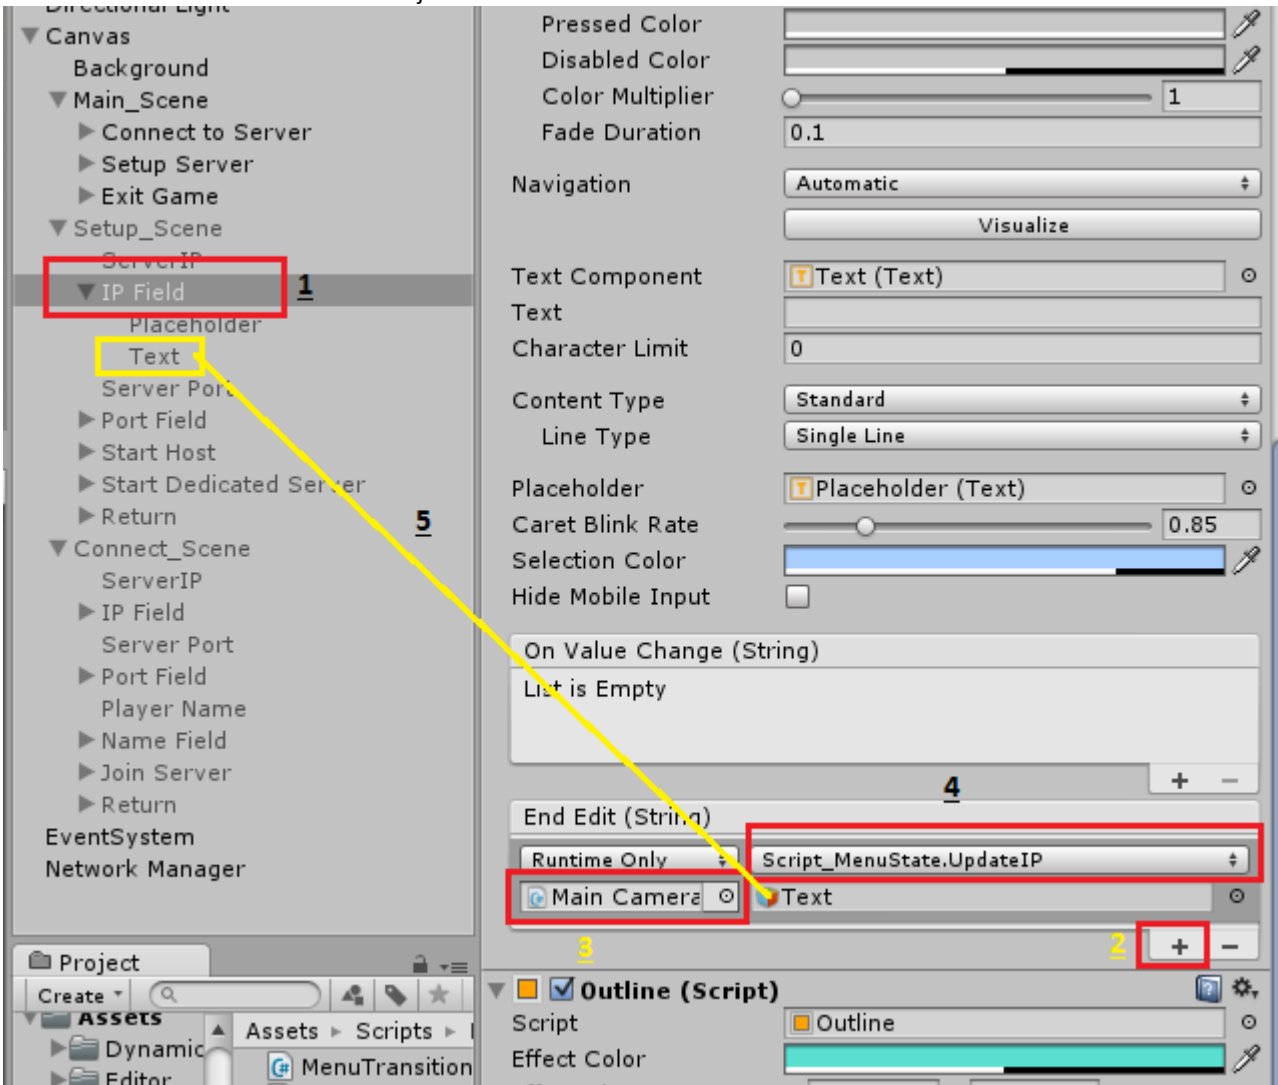 Directional Light
Canvas
Background
Main_Scene
Connect to Server
Setup Server
Exit Game
Setup_Scene
ServerIP
IP Field
1
Placeholder
Text
Server Port
Port Field
Start Host
Start Dedicated Server
Return
5
Connect_Scene
ServerIP
IP Field
Server Port
Port Field
Player Name
Name Field
Join Server
Return
EventSystem
Network Manager
Project
Create
Assets
Dynamic
Editor
Assets Scripts
MenuTransition
Pressed Color
Disabled Color
Color Multiplier 1
Fade Duration 0.1
Navigation Automatic
Visualize
Text Component Text (Text)
Text
Character Limit 0
Content Type Standard
Line Type Single Line
Placeholder Placeholder (Text)
Caret Blink Rate 0.85
Selection Color
Hide Mobile Input
On Value Change (String)
List is Empty
+ −
4
End Edit (String)
Runtime Only Script_MenuState.UpdateIP
Main Camera Text
3 2 + −
Outline (Script)
Script Outline
Effect Color